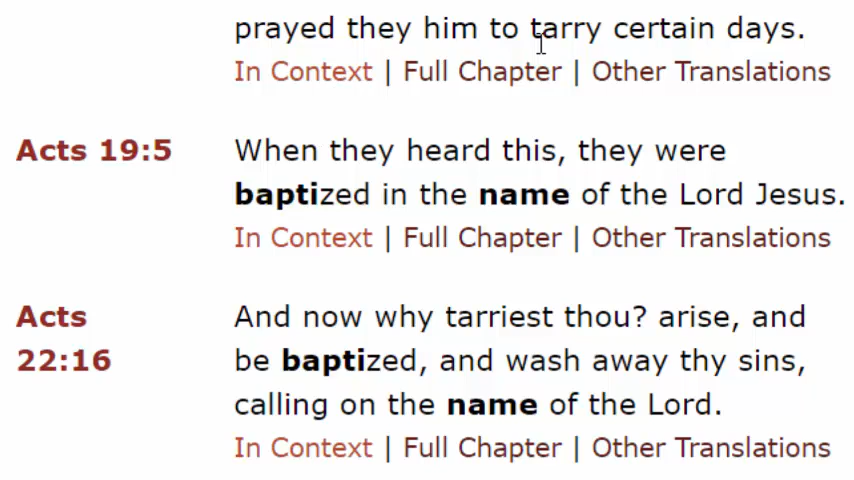 prayed they him to tarry certain days.
In Context | Full Chapter | Other Translations
Acts 19:5 When they heard this, they were
baptized in the name of the Lord Jesus.
In Context | Full Chapter | Other Translations
Acts And now why tarriest thou? arise, and
22:16 be baptized, and wash away thy sins,
calling on the name of the Lord.
In Context | Full Chapter | Other Translations